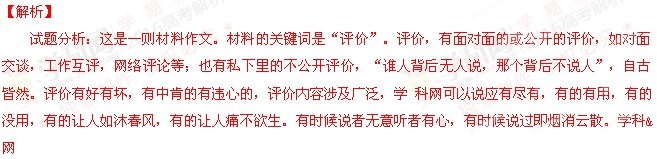 【解析】
试题分析：这是一则材料作文。材料的关键词是“评价”。评价，有面对面的或公开的评价，如对面
交谈，工作互评，网络评论等；也有私下里的不公开评价，“谁人背后无人说，那个背后不说人”，自古
皆然。评价有好有坏，有中肯的有违心的，评价内容涉及广泛，学 科网可以说应有尽有，有的有用，有的
没用，有的让人如沐春风，有的让人痛不欲生。有时候说者无意听者有心，有时候说过即烟消云散。学科&
网